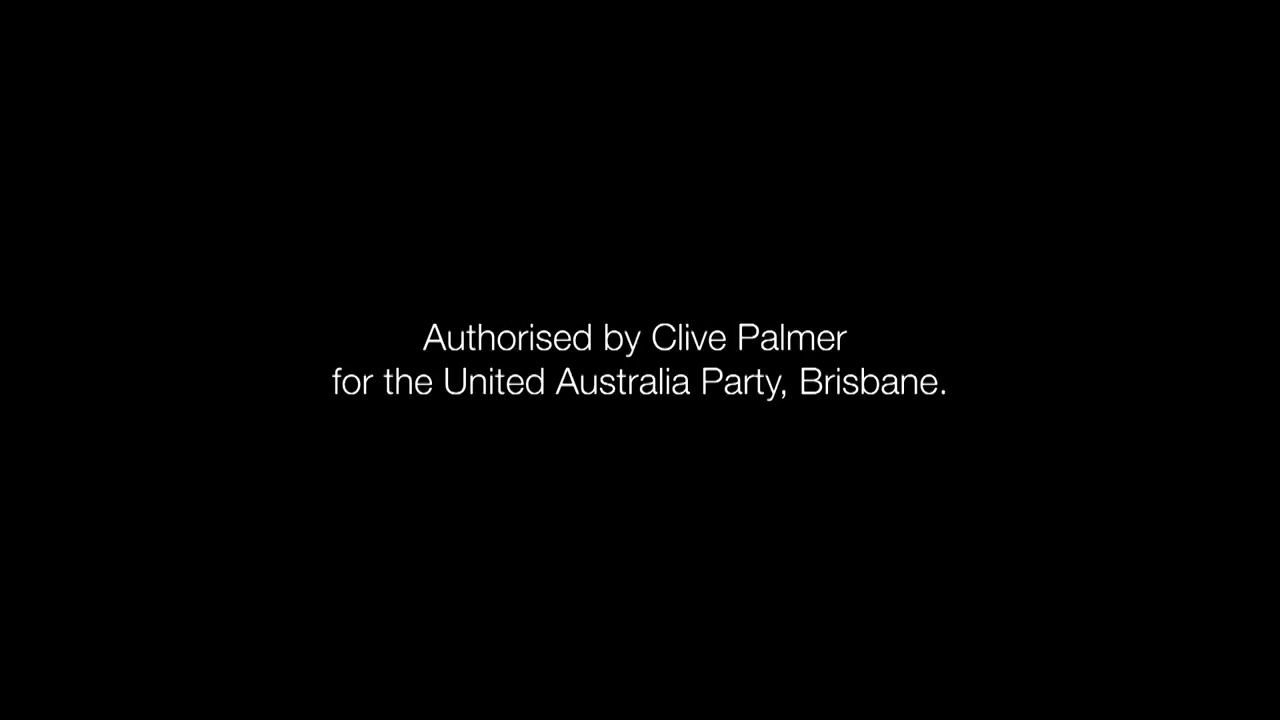 Authorised by Clive Palmer
for the United Australia Party, Brisbane.